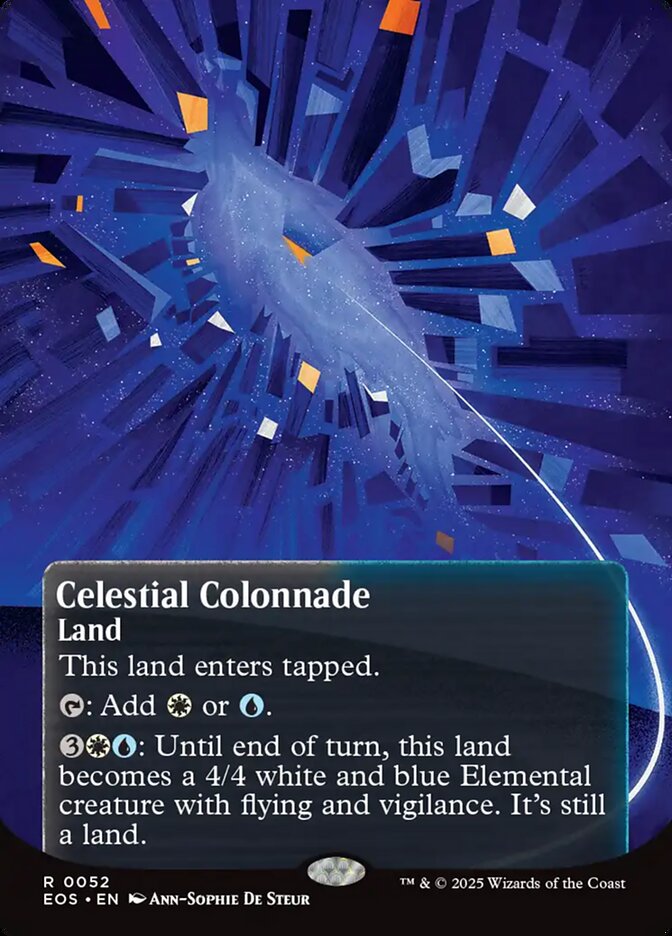 Celestial Colonnade
Land
This land enters tapped.
: Add or .
3: Until end of turn, this land
becomes a 4/4 white and blue Elemental
creature with flying and vigilance. It's still
a land.
R 0052
EOS • EN ANN-SOPHIE DE STEUR
™ & © 2025 Wizards of the Coast